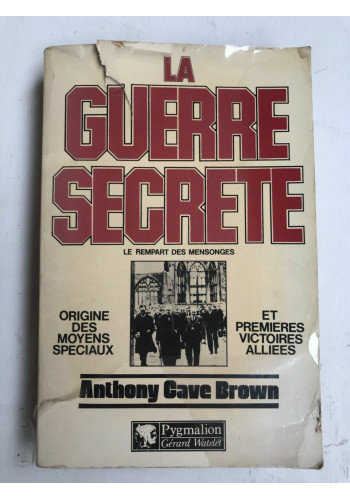 LA
GUERRE
SECRETE
LE REMPART DES MENSONGES
ORIGINE
DES
MOYENS
SPECIAUX
ET
PREMIERES
VICTOIRES
ALLIEES
Anthony Cave Brown
Pygmalion
Gérard Watelet